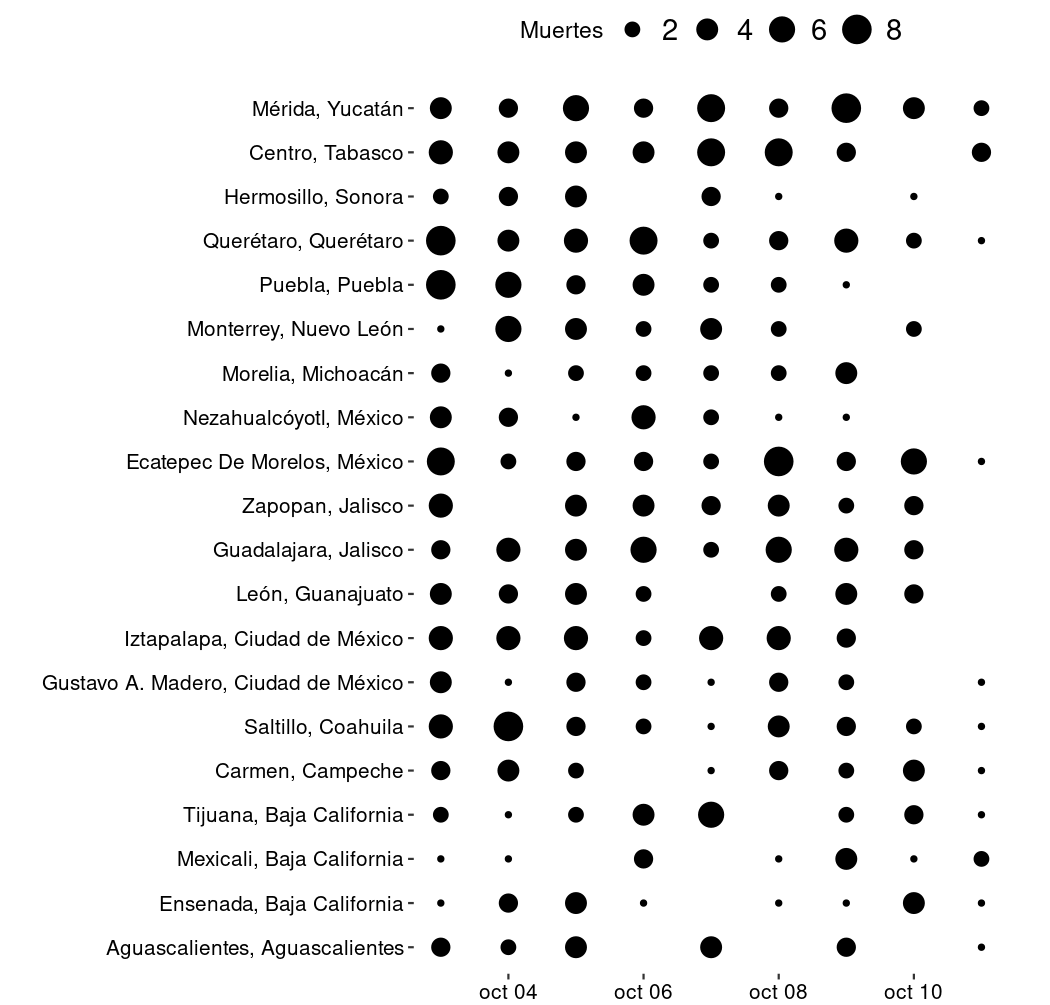 Muertes 2 4 6 8
Mérida, Yucatán
Centro, Tabasco
Hermosillo, Sonora
Querétaro, Querétaro
Puebla, Puebla
Monterrey, Nuevo León
Morelia, Michoacán
Nezahualcóyotl, México
Ecatepec De Morelos, México
Zapopan, Jalisco
Guadalajara, Jalisco
León, Guanajuato
Iztapalapa, Ciudad de México
Gustavo A. Madero, Ciudad de México
Saltillo, Coahuila
Carmen, Campeche
Tijuana, Baja California
Mexicali, Baja California
Ensenada, Baja California
Aguascalientes, Aguascalientes
oct 04 oct 06 oct 08 oct 10